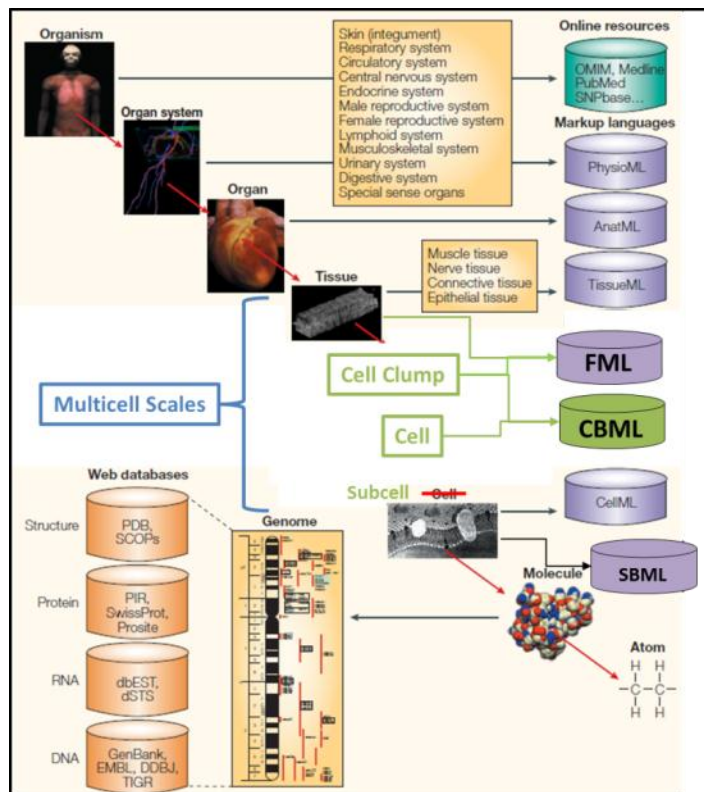 Organism
Skin (integument)
Respiratory system
Circulatory system
Central nervous system
Endocrine system
Male reproductive system
Female reproductive system
Lymphoid system
Musculoskeletal system
Urinary system
Digestive system
Special sense organs
Online resources
OMIM, Medline
PubMed
SNPbase...
Organ system
Markup languages
PhysioML
Organ
AnatML
Tissue
Muscle tissue
Nerve tissue
Connective tissue
Epithelial tissue
TissueML
FML
Cell Clump
Multicell Scales
CBML
Cell
Web databases
Subcell Cell
CellML
Structure
PDB,
SCOPs
Genome
SBML
Molecule
Protein
PIR,
SwissProt,
Prosite
Atom
H H
C C
H H
RNA
dbEST,
dSTS
DNA
GenBank,
EMBL, DDBJ,
TIGR